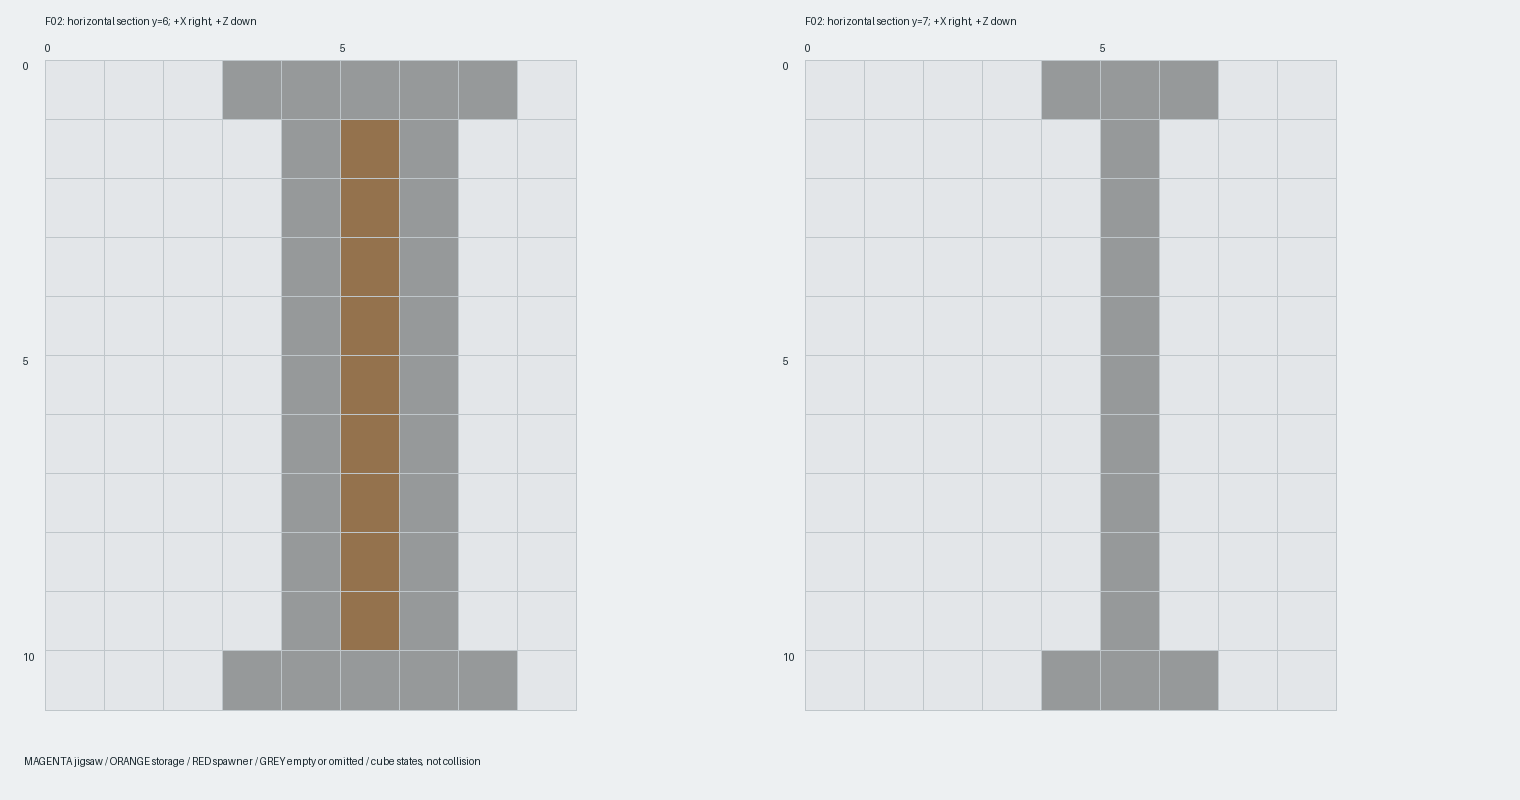 F02: horizontal section y=6; +X right, +Z down
F02: horizontal section y=7; +X right, +Z down
0 5
0 5
0
0
5
5
10
10
MAGENTA jigsaw / ORANGE storage / RED spawner / GREY empty or omitted / cube states, not collision